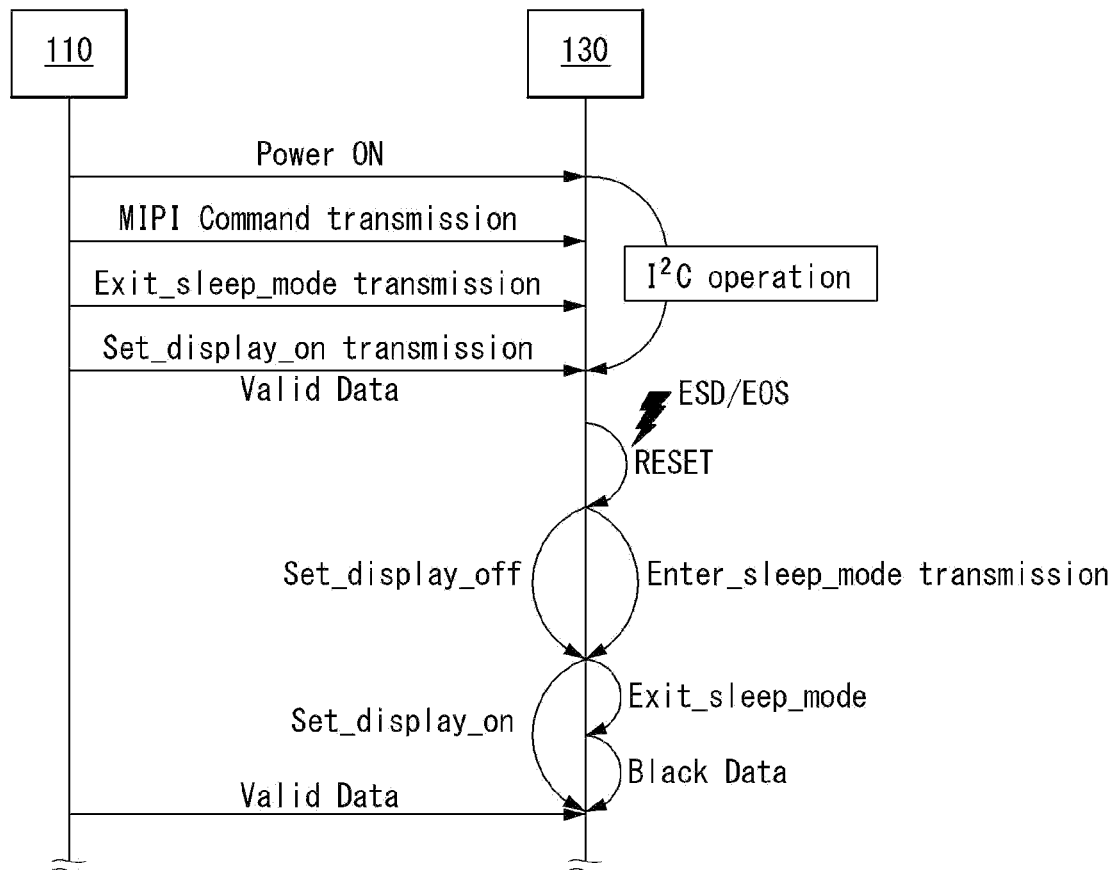 110
130
Power ON
MIPI Command transmission
Exit_sleep_mode transmission
I²C operation
Set_display_on transmission
Valid Data
ESD/EOS
RESET
Set_display_off
Enter_sleep_mode transmission
Exit_sleep_mode
Set_display_on
Black Data
Valid Data